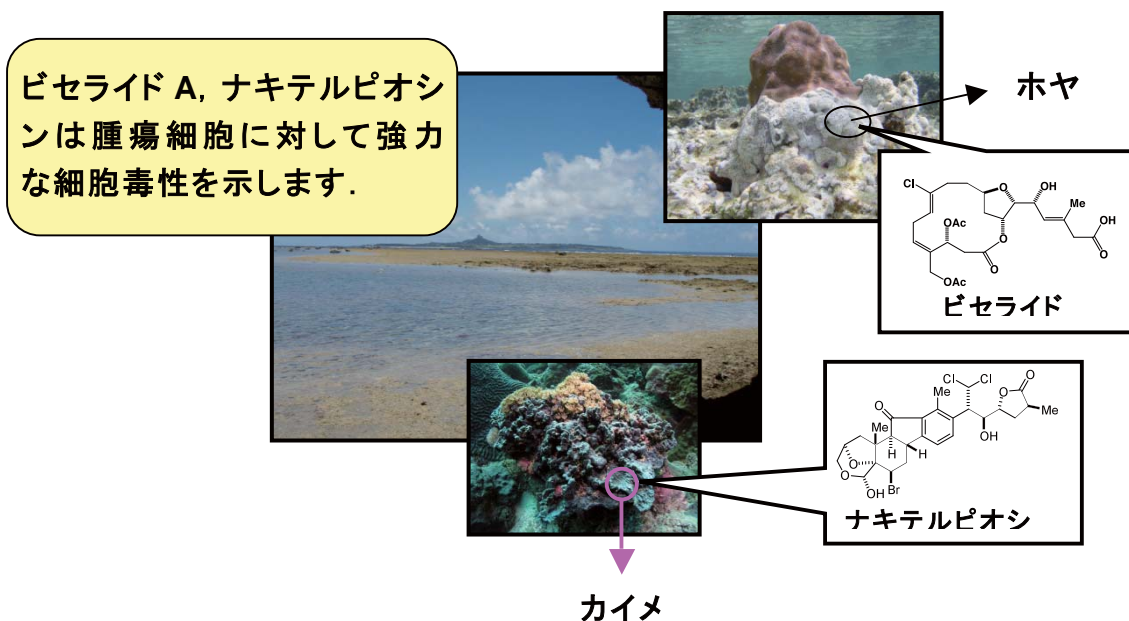 ビセライド A, ナキテルピオシ
ンは腫瘍細胞に対して強力
な細胞毒性を示します.
ホヤ
Cl
O
OH
Me
OAc
O
OH
O
O
OAc
ビセライド
Cl
Cl
O
O
Me
O
Me
OH
Me
H
H
O
O
OH
Br
ナキテルピオシ
カイメ